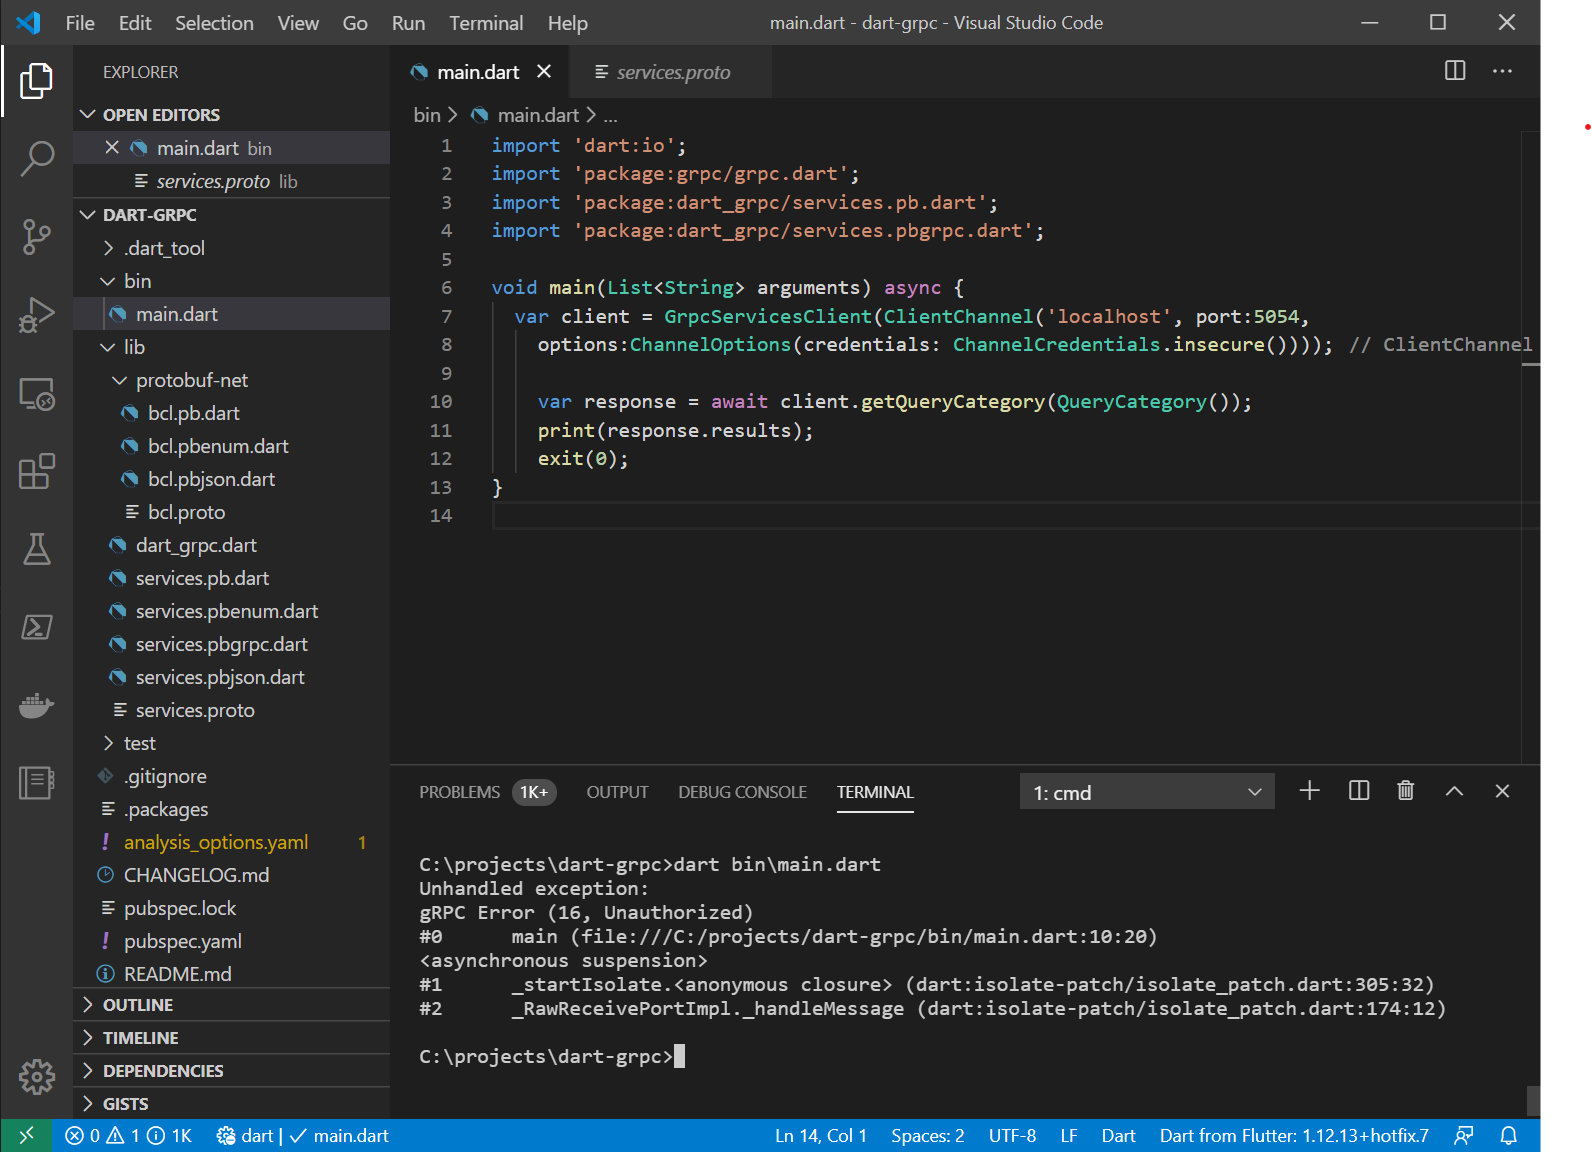 File Edit Selection View Go Run Terminal Help main.dart - dart-grpc - Visual Studio Code
EXPLORER
OPEN EDITORS
main.dart bin
services.proto lib
DART-GRPC
.dart_tool
bin
main.dart
lib
protobuf-net
bcl.pb.dart
bcl.pbenum.dart
bcl.pbjson.dart
bcl.proto
dart_grpc.dart
services.pb.dart
services.pbenum.dart
services.pbgrpc.dart
services.pbjson.dart
services.proto
test
.gitignore
.packages
analysis_options.yaml 1
CHANGELOG.md
pubspec.lock
pubspec.yaml
README.md
OUTLINE
TIMELINE
DEPENDENCIES
GISTS
main.dart services.proto
bin > main.dart > ...
1 import 'dart:io';
2 import 'package:grpc/grpc.dart';
3 import 'package:dart_grpc/services.pb.dart';
4 import 'package:dart_grpc/services.pbgrpc.dart';
5
6 void main(List<String> arguments) async {
7 var client = GrpcServicesClient(ClientChannel('localhost', port:5054,
8 options:ChannelOptions(credentials: ChannelCredentials.insecure()))); // ClientChannel
9
10 var response = await client.getQueryCategory(QueryCategory());
11 print(response.results);
12 exit(0);
13 }
14
PROBLEMS 1K+ OUTPUT DEBUG CONSOLE TERMINAL 1: cmd
C:\projects\dart-grpc>dart bin\main.dart
Unhandled exception:
gRPC Error (16, Unauthorized)
#0 main (file:///C:/projects/dart-grpc/bin/main.dart:10:20)
<asynchronous suspension>
#1 _startIsolate.<anonymous closure> (dart:isolate-patch/isolate_patch.dart:305:32)
#2 _RawReceivePortImpl._handleMessage (dart:isolate-patch/isolate_patch.dart:174:12)
C:\projects\dart-grpc>
0 1 1K dart | main.dart Ln 14, Col 1 Spaces: 2 UTF-8 LF Dart Dart from Flutter: 1.12.13+hotfix.7